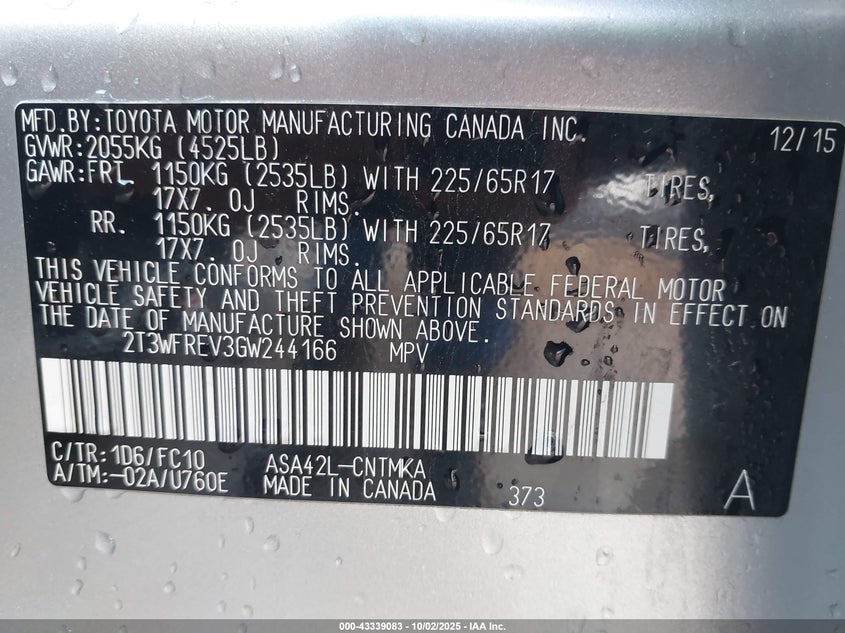 MFD.BY:TOYOTA MOTOR MANUFACTURING CANADA INC. 12/15
GVWR:2055KG (4525LB)
GAWR:FRT. 1150KG (2535LB) WITH 225/65R17 TIRES,
17X7.0J RIMS.
RR. 1150KG (2535LB) WITH 225/65R17 TIRES,
17X7.0J RIMS.
THIS VEHICLE CONFORMS TO ALL APPLICABLE FEDERAL MOTOR
VEHICLE SAFETY AND THEFT PREVENTION STANDARDS IN EFFECT ON
THE DATE OF MANUFACTURE SHOWN ABOVE.
2T3WFREV3GW244166 MPV
C/TR:1D6/FC10 ASA42L-CNTMKA
A/TM:-02A/U760E MADE IN CANADA 373 A
000-43339083 - 10/02/2025 - IAA Inc.